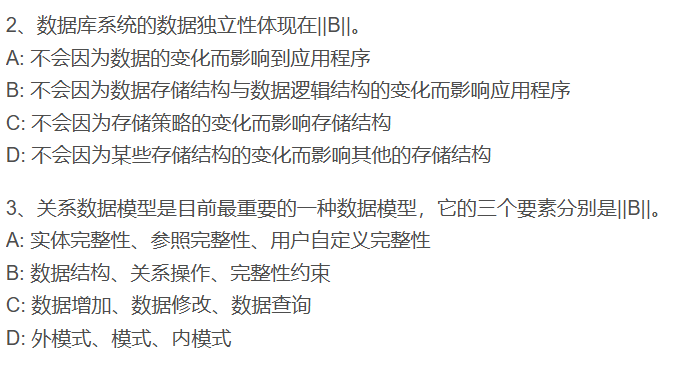 2、数据库系统的数据独立性体现在||B||。
A: 不会因为数据的变化而影响到应用程序
B: 不会因为数据存储结构与数据逻辑结构的变化而影响应用程序
C: 不会因为存储策略的变化而影响存储结构
D: 不会因为某些存储结构的变化而影响其他的存储结构
3、关系数据模型是目前最重要的一种数据模型，它的三个要素分别是||B||。
A: 实体完整性、参照完整性、用户自定义完整性
B: 数据结构、关系操作、完整性约束
C: 数据增加、数据修改、数据查询
D: 外模式、模式、内模式